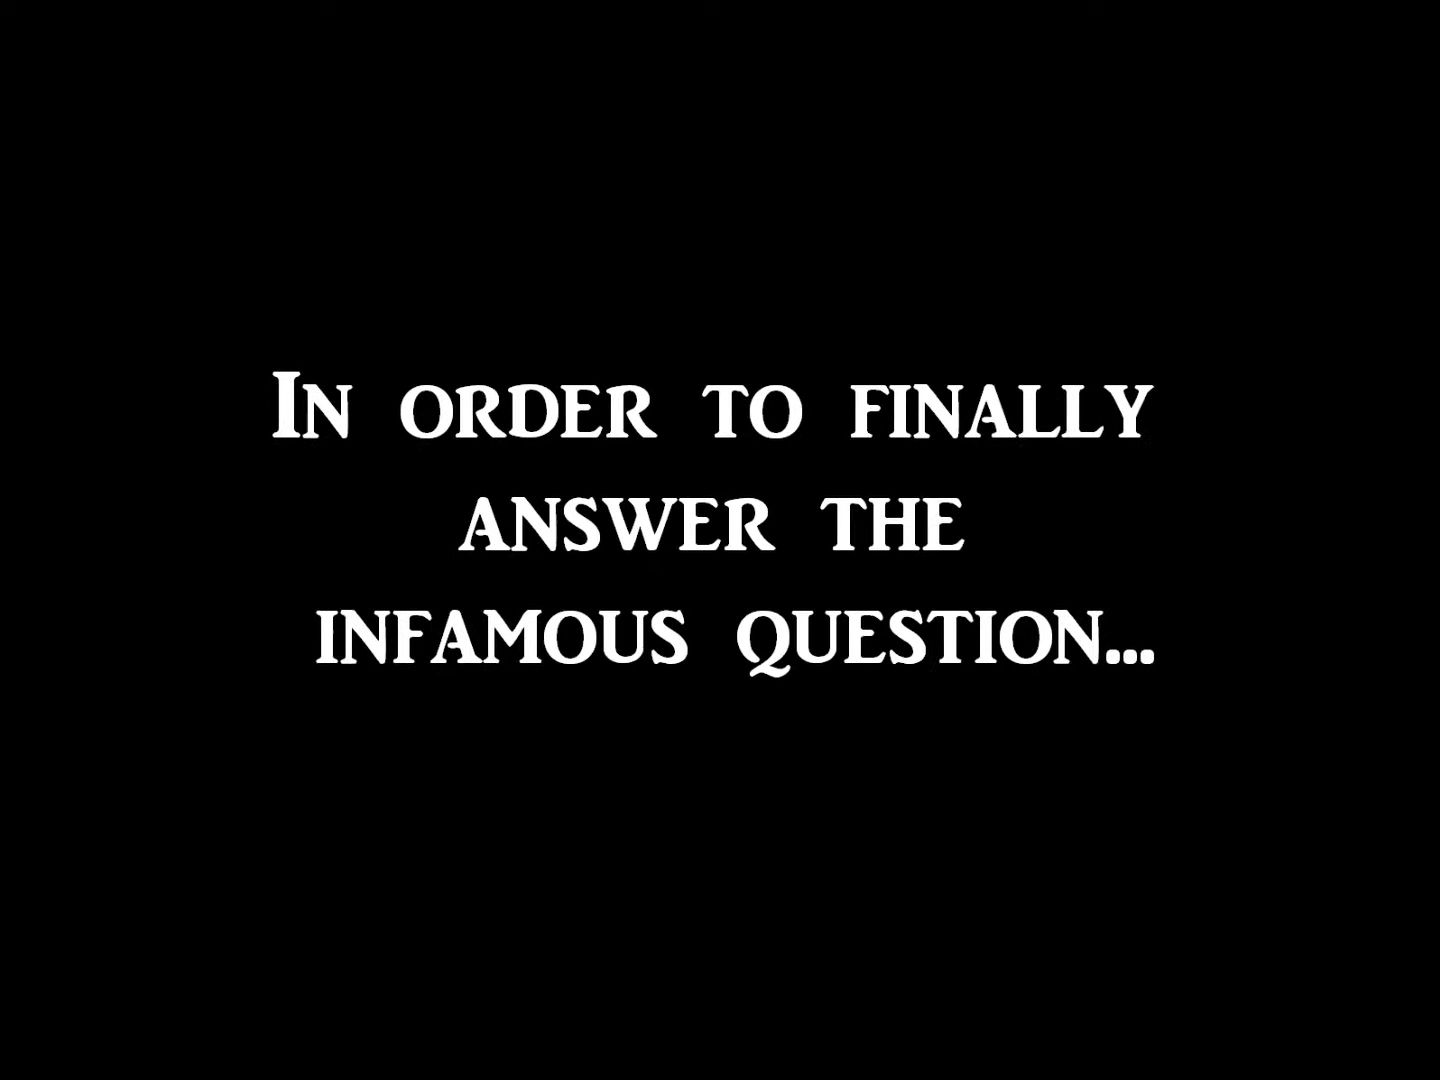 In order to finally
answer the
infamous question...